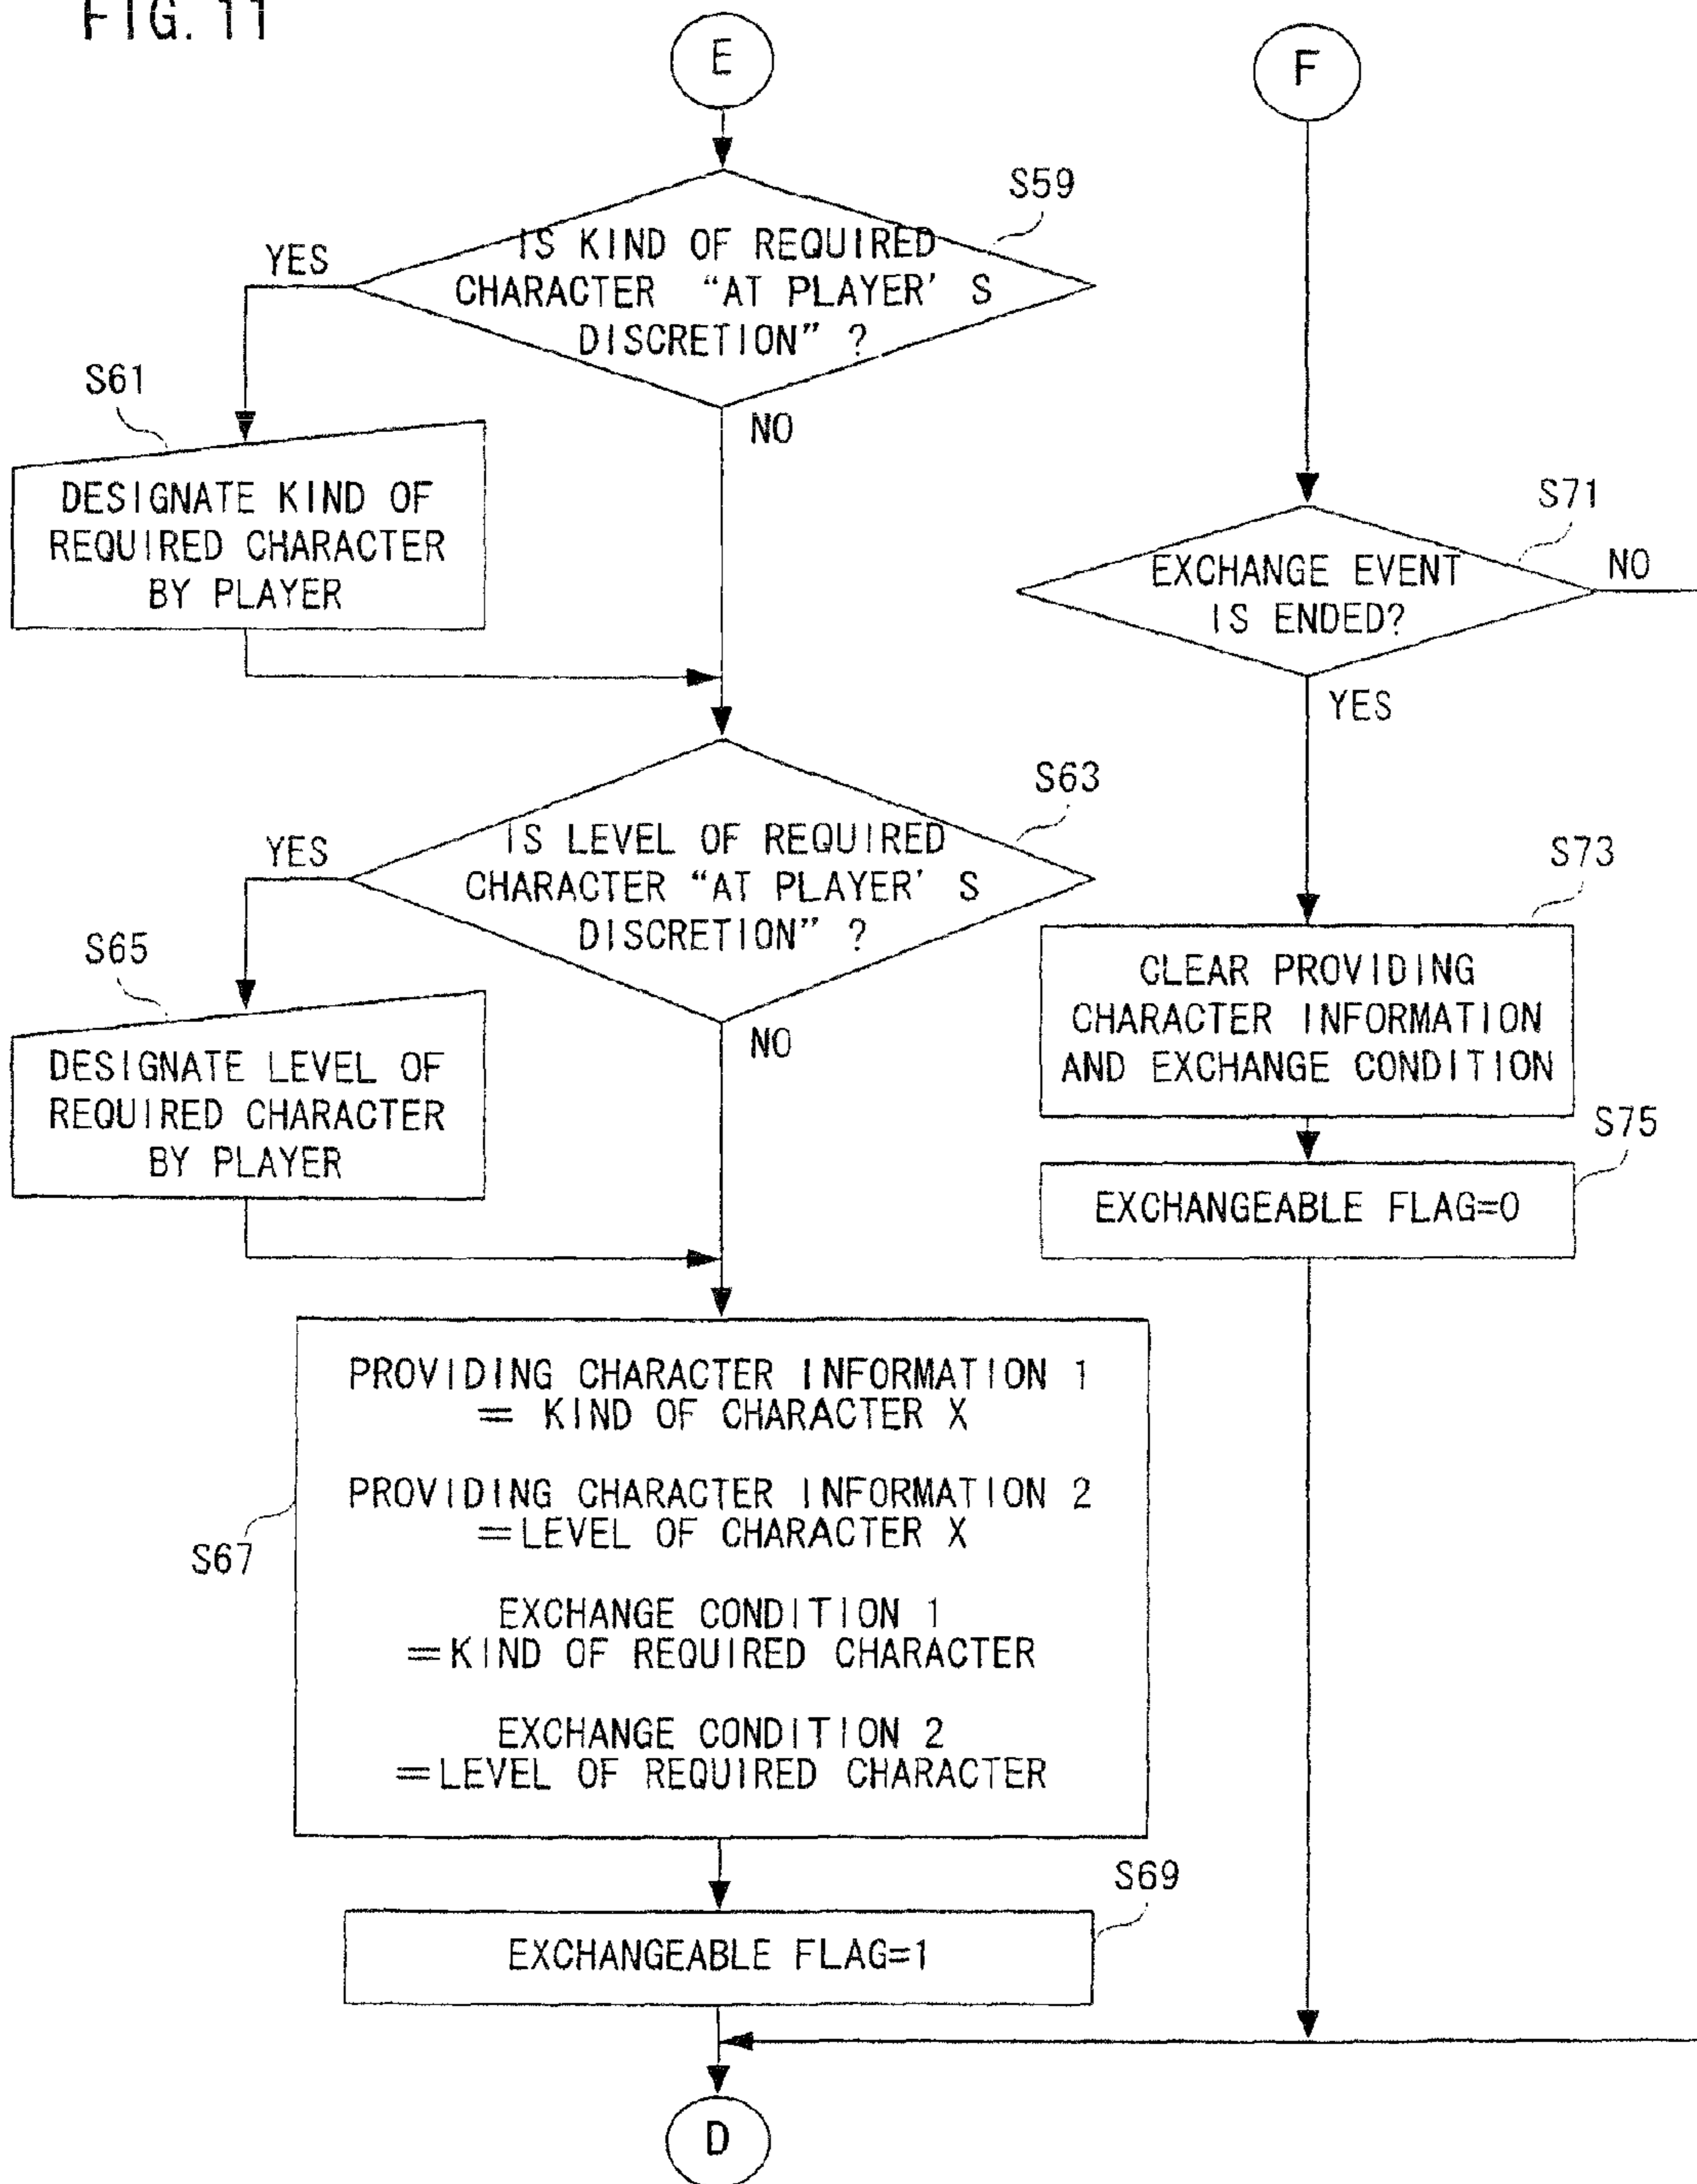 FIG. 11
E
F
S59
IS KIND OF REQUIRED
CHARACTER "AT PLAYER' S
DISCRETION" ?
YES
NO
S61
DESIGNATE KIND OF
REQUIRED CHARACTER
BY PLAYER
S71
EXCHANGE EVENT
IS ENDED?
NO
YES
S63
IS LEVEL OF REQUIRED
CHARACTER "AT PLAYER' S
DISCRETION" ?
YES
NO
S65
DESIGNATE LEVEL OF
REQUIRED CHARACTER
BY PLAYER
S73
CLEAR PROVIDING
CHARACTER INFORMATION
AND EXCHANGE CONDITION
S75
EXCHANGEABLE FLAG=0
S67
PROVIDING CHARACTER INFORMATION 1
= KIND OF CHARACTER X
PROVIDING CHARACTER INFORMATION 2
=LEVEL OF CHARACTER X
EXCHANGE CONDITION 1
=KIND OF REQUIRED CHARACTER
EXCHANGE CONDITION 2
=LEVEL OF REQUIRED CHARACTER
S69
EXCHANGEABLE FLAG=1
D